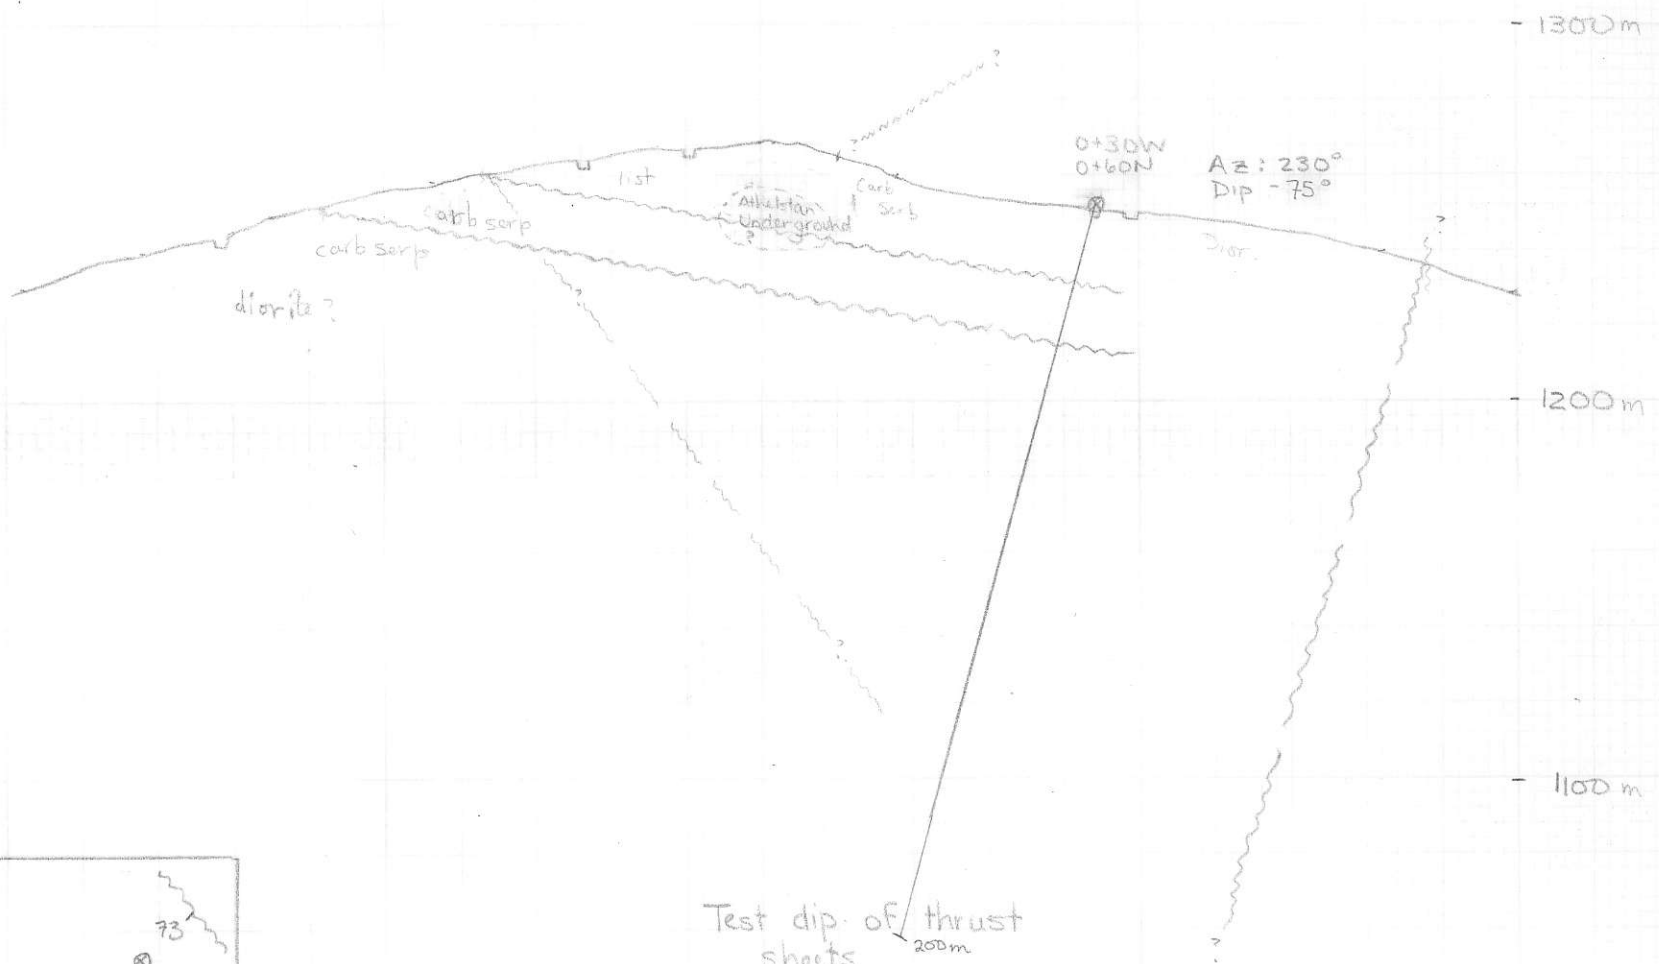 1300m
?
?
0+30W
0+60N
Az: 230°
Dip -75°
list
Carb
Serb
Athelstan
Underground
?
carb serp
carb serp
Dior.
?
diorite?
?
1200m
?
1100m
73
Test dip of thrust
sheets
200m
?